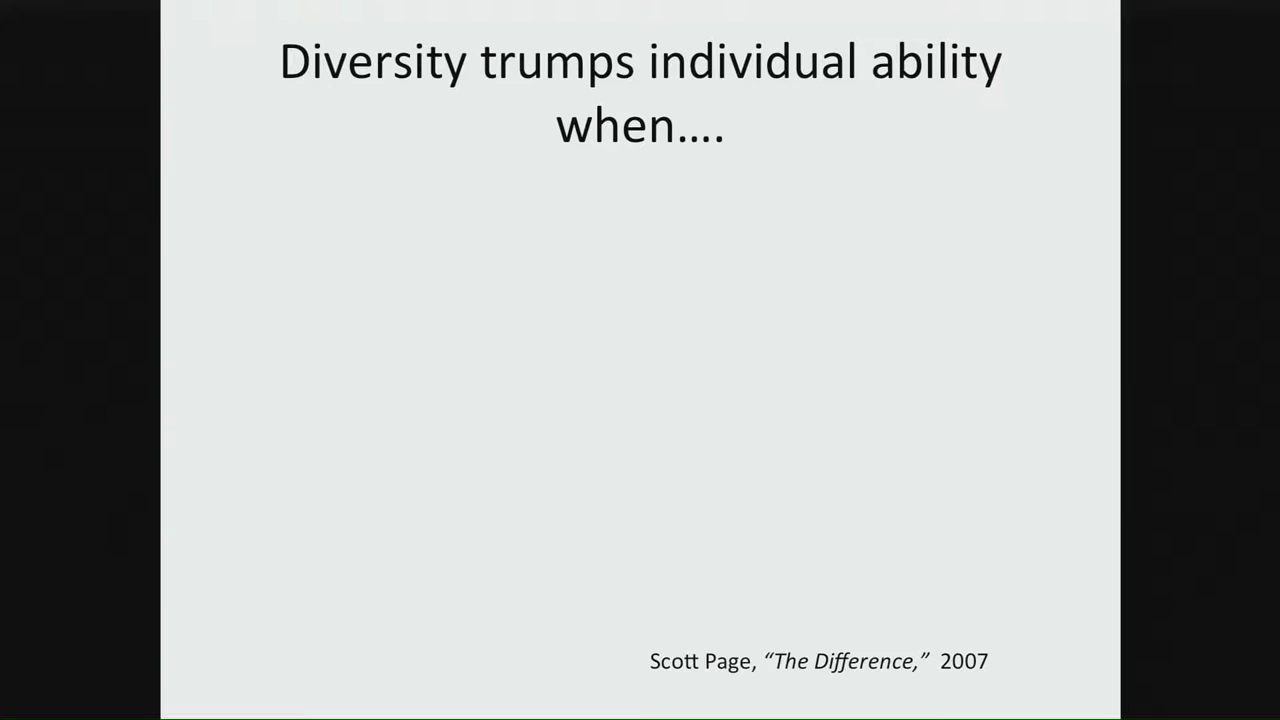 Diversity trumps individual ability
when....
Scott Page, “The Difference,” 2007